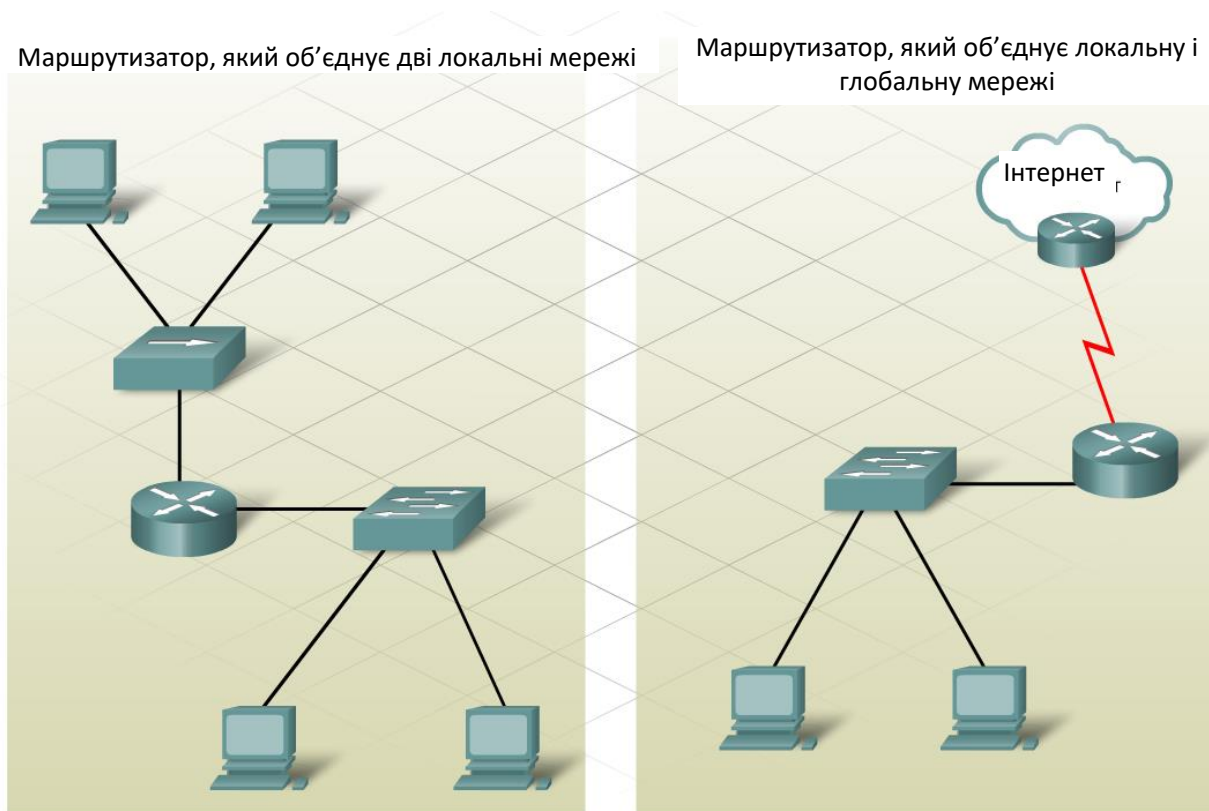 Маршрутизатор, який об’єднує дві локальні мережі
Маршрутизатор, який об’єднує локальну і
глобальну мережі
Інтернет